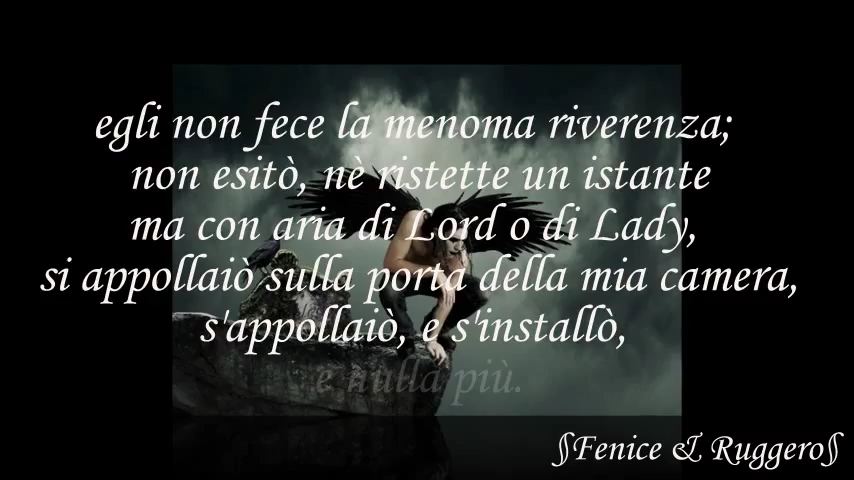 egli non fece la menoma riverenza;
non esitò, nè ristette un istante
ma con aria di Lord o di Lady,
si appollaiò sulla porta della mia camera,
s'appollaiò, e s'installò,
e nulla più.
§Fenice & Ruggero§